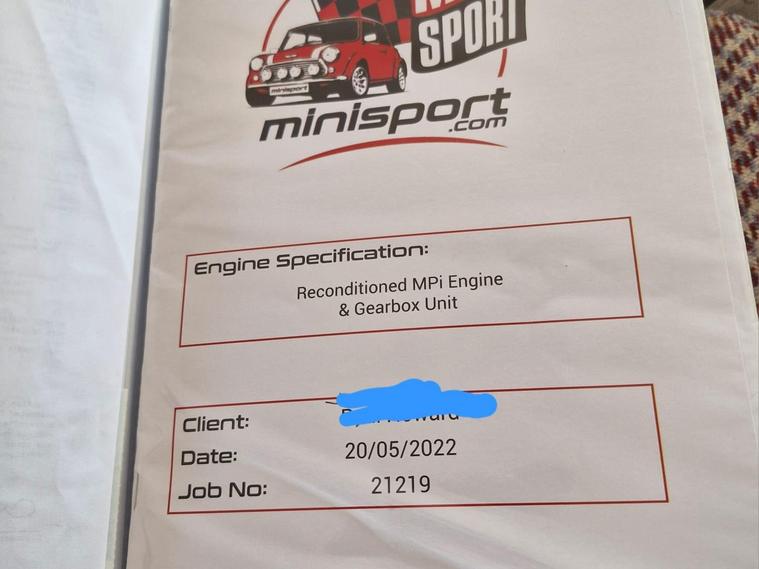 SPORT
minisport
minisport
.com
Engine Specification:
Reconditioned MPi Engine
& Gearbox Unit
Client:
Date: 20/05/2022
Job No: 21219